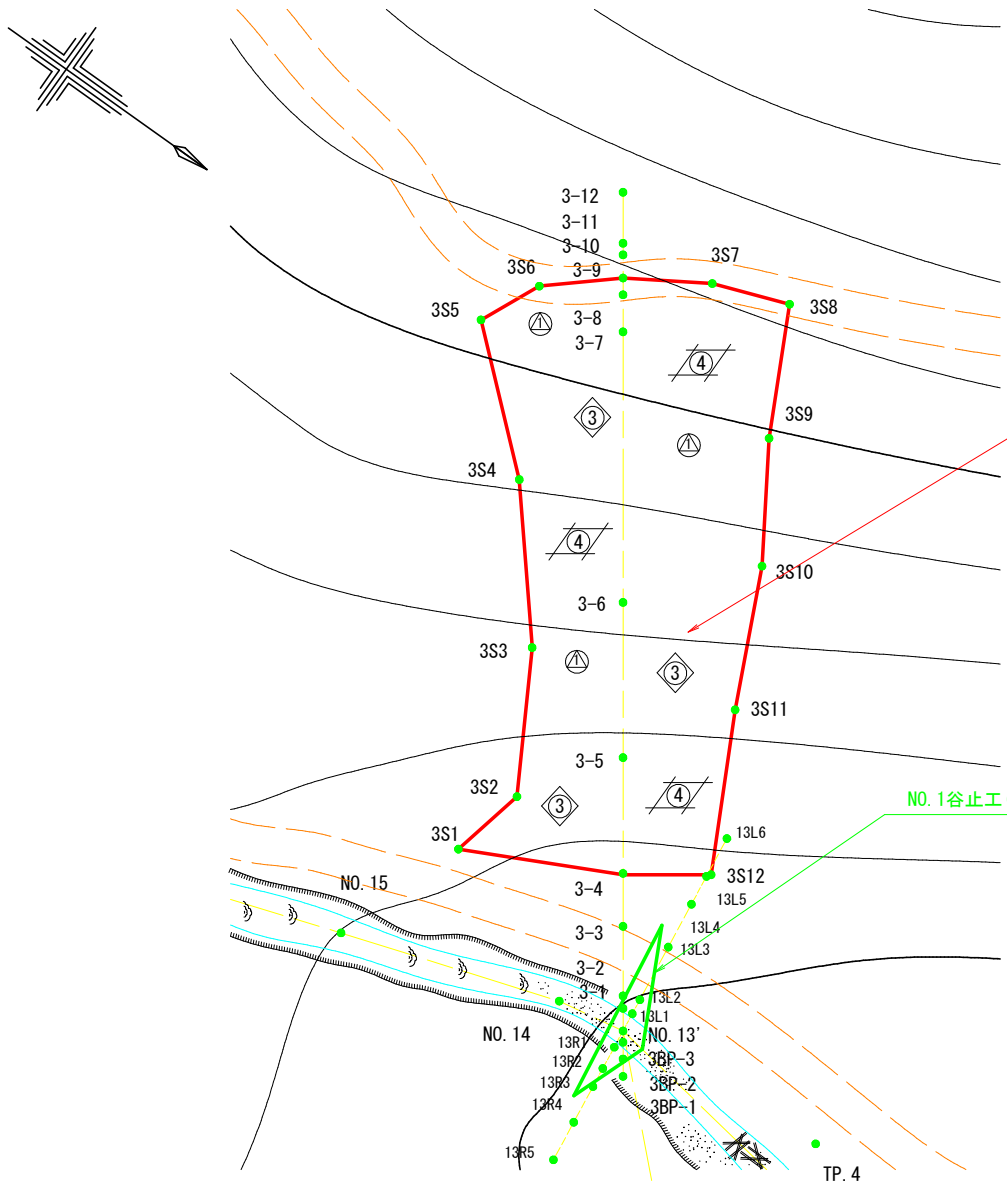 3-12
3-11
3-10
3-9
3S6
3S7
3S5
3S8
3-8
3-7
1
4
3
1
3S9
3S4
4
3S10
3-6
3S3
1
3
3S11
3-5
3S2
3
4
NO.1谷止工
3S1
13L6
NO.15
3-4
3S12
13L5
3-3
13L4
13L3
3-2
3-1
13L2
13L1
NO.14
13R1
NO.13'
13R2
3BP-3
13R3
3BP-2
13R4
3BP-1
13R5
TP.4